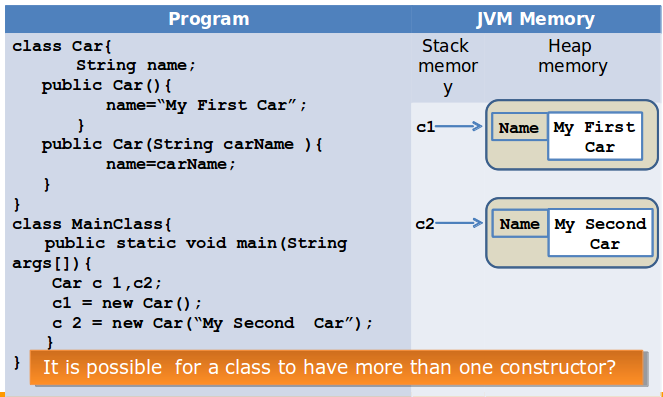 Program
class Car{
String name;
public Car(){
name=“My First Car”;
}
public Car(String carName ){
name=carName;
}
}
class MainClass{
public static void main(String
args[]){
Car c 1,c2;
c1 = new Car();
c 2 = new Car(“My Second  Car”);
}
}
JVM Memory
Stack
memor
y
Heap
memory
c1
Name
My First
Car
c2
Name
My Second
Car
It is possible  for a class to have more than one constructor?